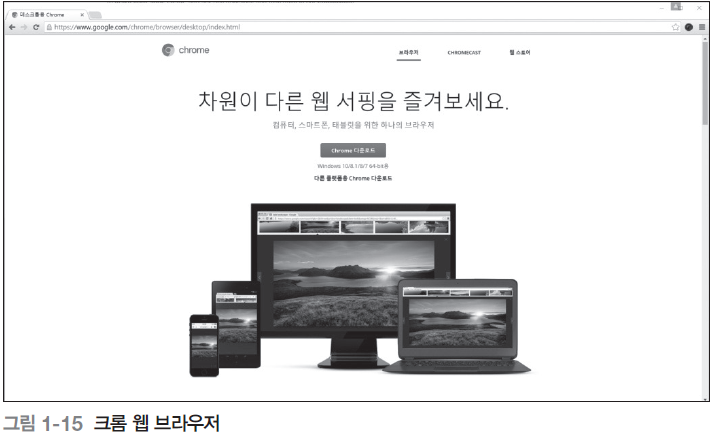 데스크톱용 Chrome
https://www.google.com/chrome/browser/desktop/index.html
chrome
브라우저 CHROMECAST 웹 스토어
차원이 다른 웹 서핑을 즐겨보세요.
컴퓨터, 스마트폰, 태블릿을 위한 하나의 브라우저
Chrome 다운로드
Windows 10/8.1/8/7 64-bit용
다른 플랫폼용 Chrome 다운로드
그림 1-15 크롬 웹 브라우저